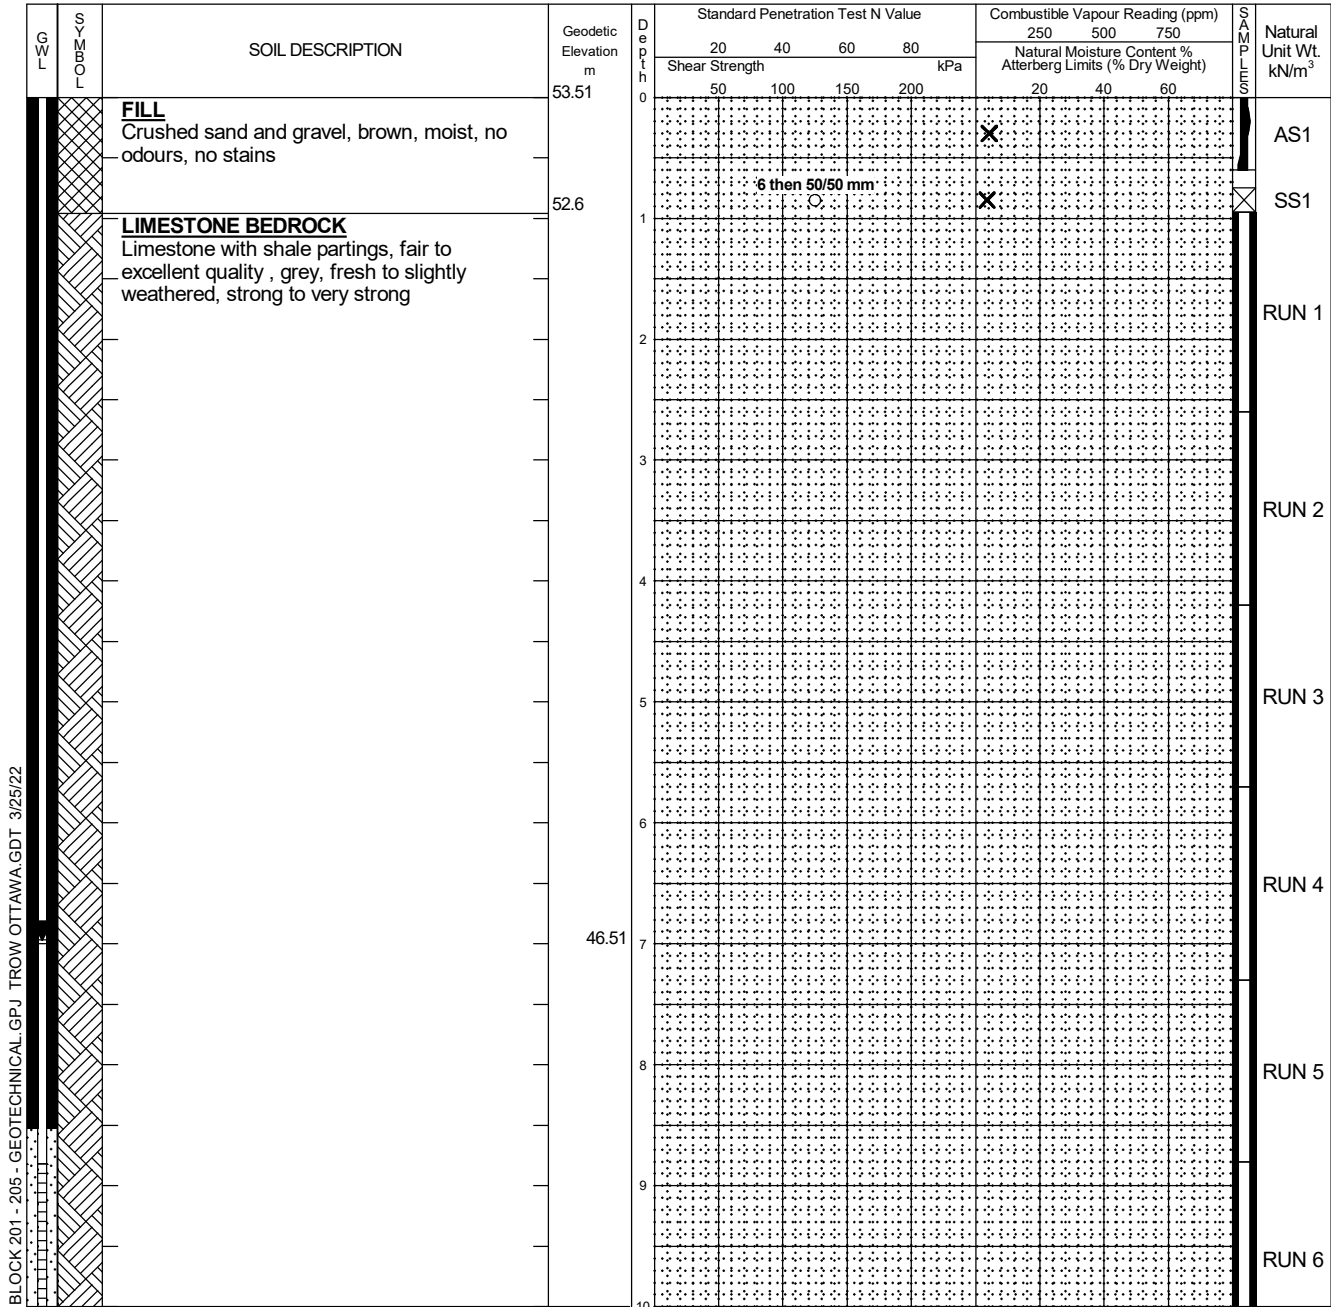 GWL
SYMBOL
SOIL DESCRIPTION
Geodetic
Elevation
m
Depth
Standard Penetration Test N Value
20 40 60 80
Shear Strength kPa
50 100 150 200
Combustible Vapour Reading (ppm)
250 500 750
Natural Moisture Content %
Atterberg Limits (% Dry Weight)
20 40 60
SAMPLES
Natural
Unit Wt.
kN/m³
53.51
0
FILL
Crushed sand and gravel, brown, moist, no
odours, no stains
AS1
6 then 50/50 mm
SS1
52.6
1
LIMESTONE BEDROCK
Limestone with shale partings, fair to
excellent quality , grey, fresh to slightly
weathered, strong to very strong
RUN 1
2
3
RUN 2
4
RUN 3
5
6
RUN 4
46.51
7
8
RUN 5
9
RUN 6
10
BLOCK 201 - 205 - GEOTECHNICAL.GPJ TROW OTTAWA.GDT 3/25/22